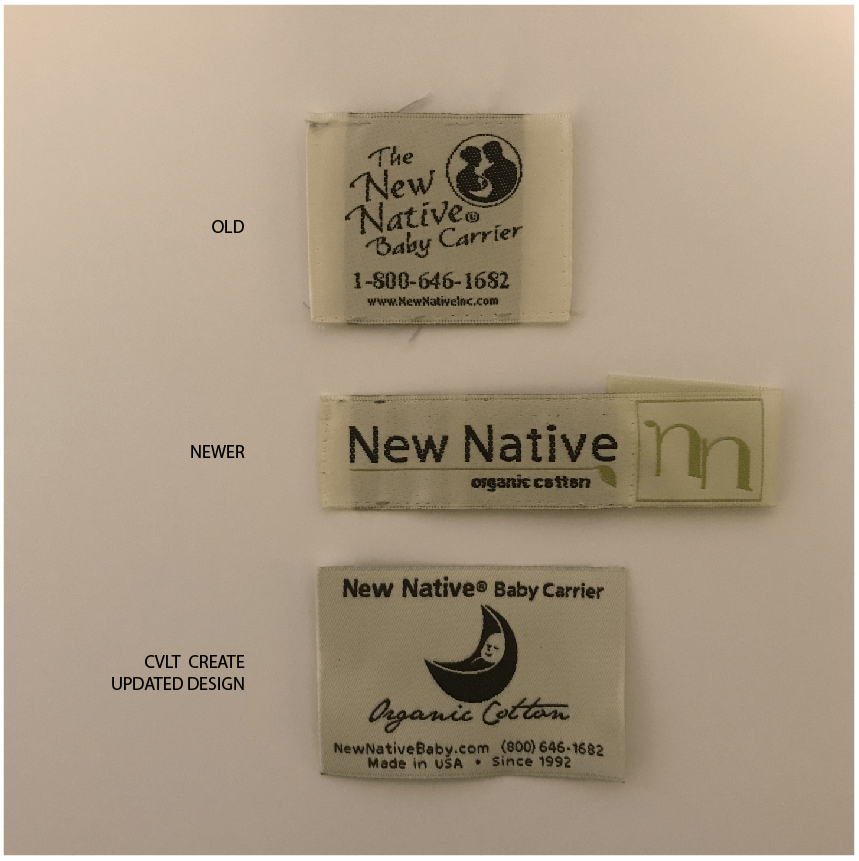 OLD
The
New
Native®
Baby Carrier
1-800-646-1682
www.NewNativeInc.com
NEWER
New Native
organic cotton
nn
CVLT CREATE
UPDATED DESIGN
New Native® Baby Carrier
Organic Cotton
NewNativeBaby.com (800) 646-1682
Made in USA • Since 1992